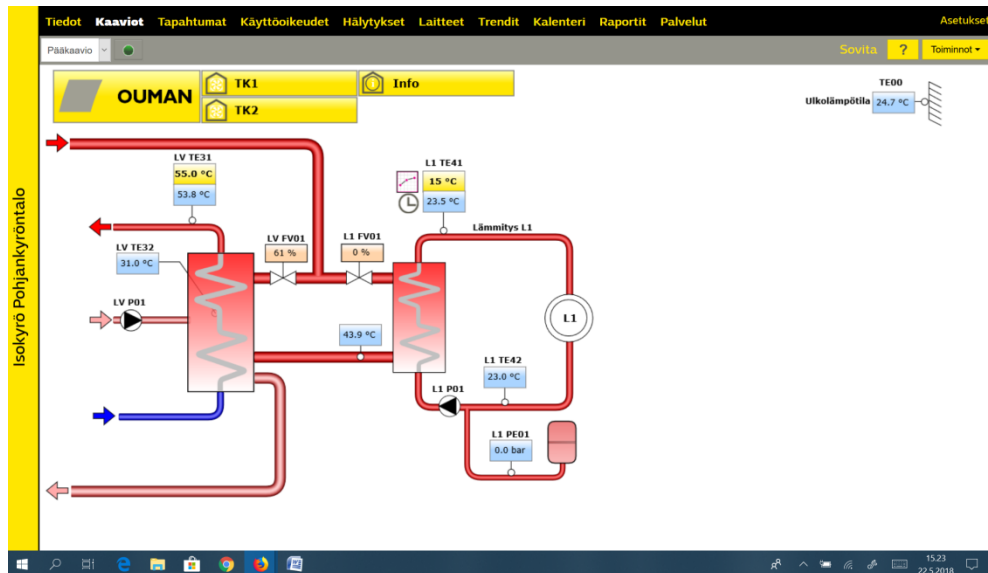 Tiedot Kaaviot Tapahtumat Käyttöoikeudet Hälytykset Laitteet Trendit Kalenteri Raportit Palvelut Asetukset
Pääkaavio Sovita ? Toiminnot
OUMAN
TK1
Info
TK2
TE00
Ulkolämpötila 24.7 °C
LV TE31
55.0 °C
53.8 °C
L1 TE41
15 °C
23.5 °C
Lämmitys L1
LV TE32
31.0 °C
LV FV01
61 %
L1 FV01
0 %
LV P01
L1
43.9 °C
L1 TE42
23.0 °C
L1 P01
L1 PE01
0.0 bar
Isokyrö Pohjankyröntalo
15.23
22.5.2018